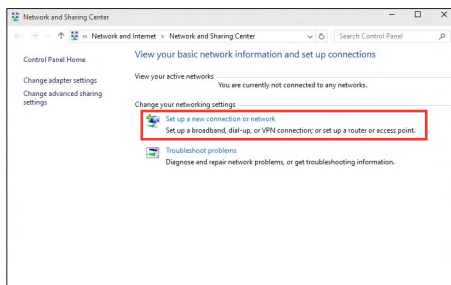 Network and Sharing Center
« Network and Internet › Network and Sharing Center
Search Control Panel
Control Panel Home
Change adapter settings
Change advanced sharing
settings
View your basic network information and set up connections
View your active networks
You are currently not connected to any networks.
Change your networking settings
Set up a new connection or network
Set up a broadband, dial-up, or VPN connection; or set up a router or access point.
Troubleshoot problems
Diagnose and repair network problems, or get troubleshooting information.